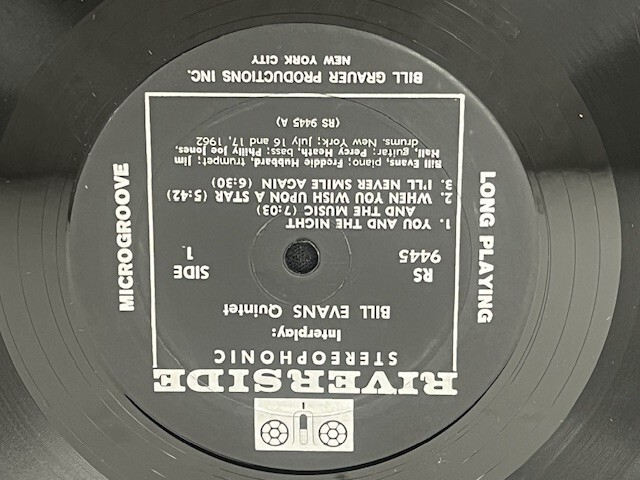 RIVERSIDE
STEREOPHONIC
Interplay:
BILL EVANS Quintet
RS
9445
SIDE
1
1. YOU AND THE NIGHT
AND THE MUSIC (7:03)
2. WHEN YOU WISH UPON A STAR (5:42)
3. I'LL NEVER SMILE AGAIN (6:30)
Bill Evans, piano; Freddie Hubbard, trumpet; Jim
Hall, guitar; Percy Heath, bass; Philly Joe Jones,
drums. New York; July 16 and 17, 1962
(RS 9445 A)
LONG PLAYING
MICROGROOVE
BILL GRAUER PRODUCTIONS INC.
NEW YORK CITY